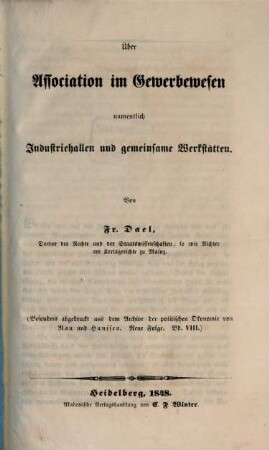 Über
Association im Gewerbewesen
namentlich
Industriehallen und gemeinsame Werkstätten.
Von
Fr. Dael,
Doctor der Rechte und der Staatswissenschaften, so wie Richter
am Kreisgerichte zu Mainz.
(Besonders abgedruckt aus dem Archive der politischen Ökonomie von
Rau und Hanssen. Neue Folge. Bd. VIII.)
Heidelberg, 1848.
Akademische Verlagshandlung von C. F. Winter.